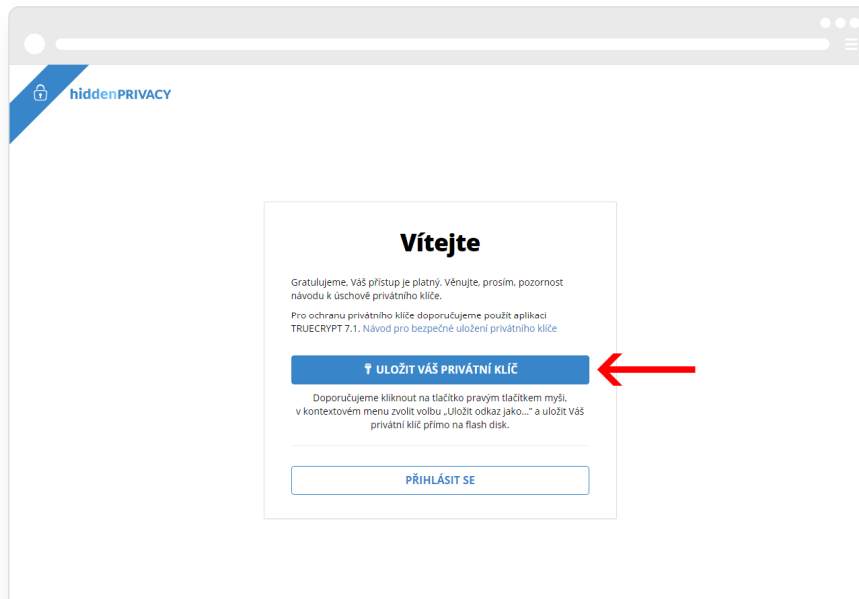 hiddenPRIVACY
Vítejte
Gratulujeme, Váš přístup je platný. Věnujte, prosím, pozornost
návodu k úschově privátního klíče.
Pro ochranu privátního klíče doporučujeme použít aplikaci
TRUECRYPT 7.1. Návod pro bezpečné uložení privátního klíče
ULOŽIT VÁŠ PRIVÁTNÍ KLÍČ
Doporučujeme kliknout na tlačítko pravým tlačítkem myši,
v kontextovém menu zvolit volbu „Uložit odkaz jako...“ a uložit Váš
privátní klíč přímo na flash disk.
PŘIHLÁSIT SE